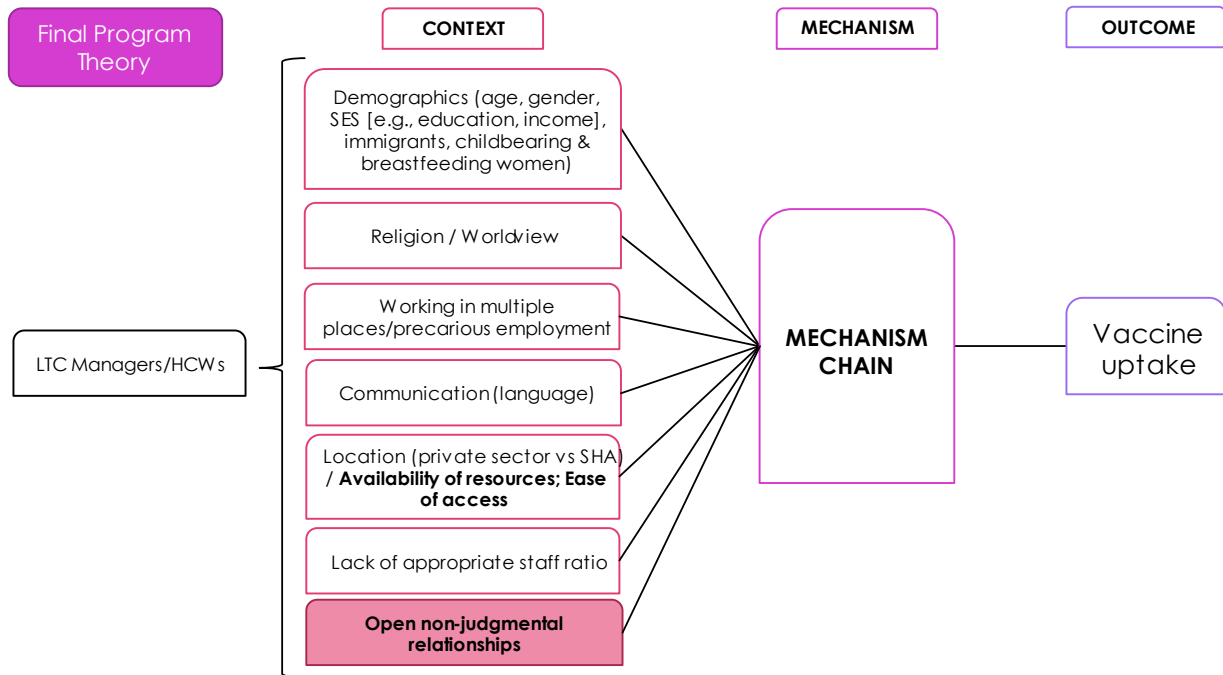 Final Program
Theory
CONTEXT
MECHANISM
OUTCOME
Demographics (age, gender,
SES [e.g., education, income],
immigrants, childbearing &
breastfeeding women)
Religion / Worldview
Working in multiple
places/precarious employment
LTC Managers/HCWs
Communication (language)
Location (private sector vs SHA)
/ Availability of resources; Ease
of access
Lack of appropriate staff ratio
Open non-judgmental
relationships
MECHANISM
CHAIN
Vaccine
uptake